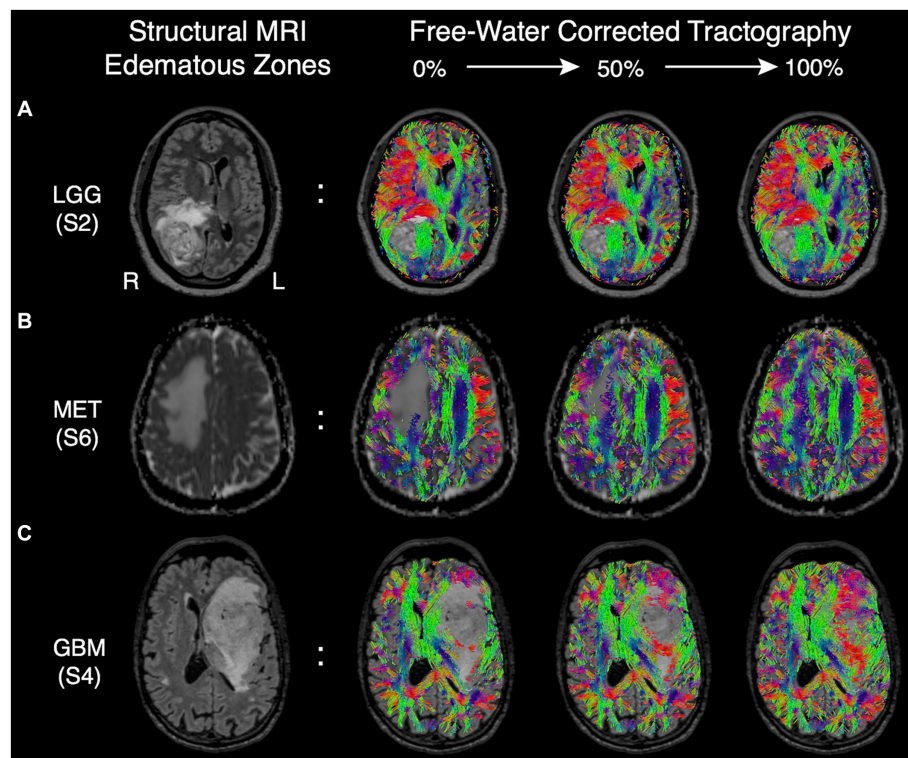 Structural MRI
Edematous Zones
Free-Water Corrected Tractography
0% 50% 100%
A
LGG
(S2)
:
R L
B
MET
(S6)
:
C
GBM
(S4)
: